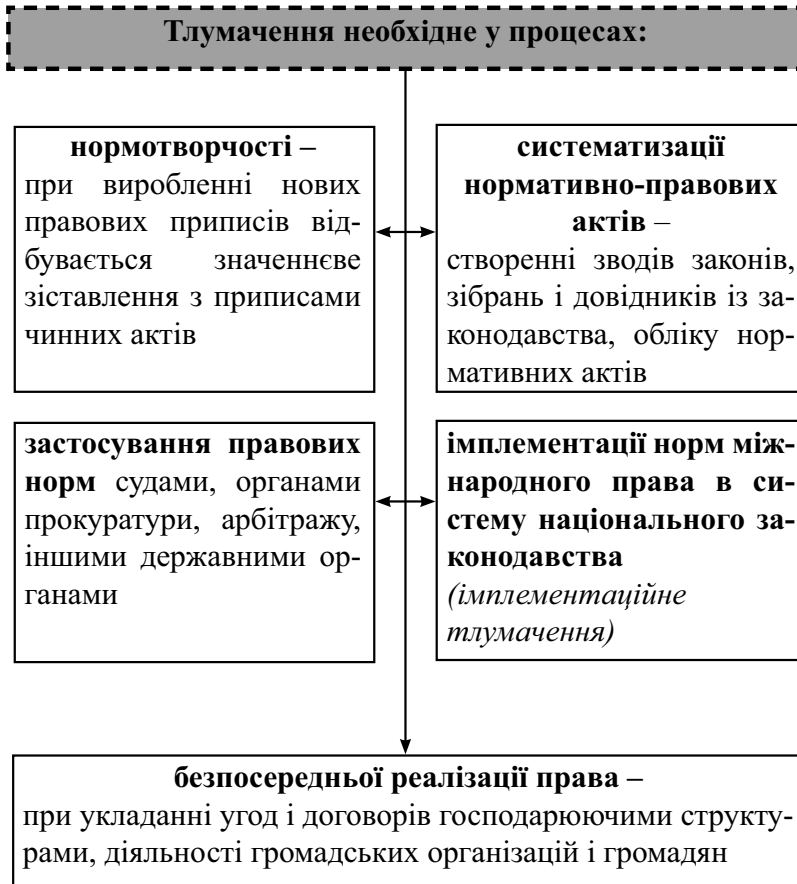 Тлумачення необхідне у процесах:
нормотворчості –
при виробленні нових
правових приписів від-
бувається значеннєве
зіставлення з приписами
чинних актів
систематизації
нормативно-правових
актів –
створенні зводів законів,
зібрань і довідників із за-
конодавства, обліку нор-
мативних актів
застосування правових
норм судами, органами
прокуратури, арбітражу,
іншими державними ор-
ганами
імплементації норм між-
народного права в си-
стему національного за-
конодавства
(імплементаційне
тлумачення)
безпосередньої реалізації права –
при укладанні угод і договорів господарюючими структу-
рами, діяльності громадських організацій і громадян